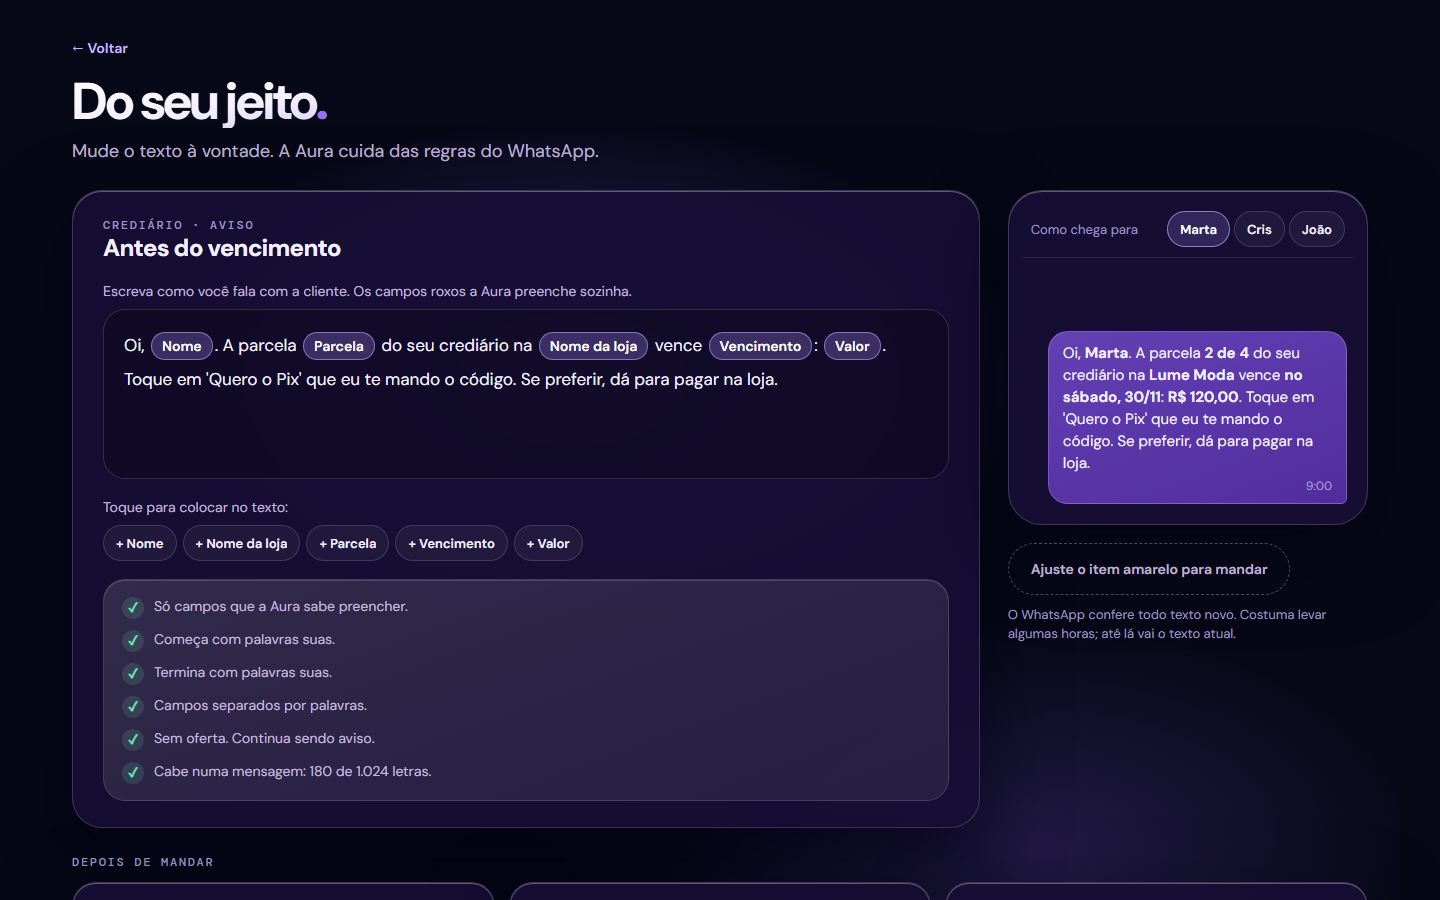 ← Voltar
Do seu jeito.
Mude o texto à vontade. A Aura cuida das regras do WhatsApp.
CREDIÁRIO · AVISO
Antes do vencimento
Escreva como você fala com a cliente. Os campos roxos a Aura preenche sozinha.
Oi, Nome. A parcela Parcela do seu crediário na Nome da loja vence Vencimento: Valor.
Toque em 'Quero o Pix' que eu te mando o código. Se preferir, dá para pagar na loja.
Toque para colocar no texto:
+ Nome + Nome da loja + Parcela + Vencimento + Valor
✓ Só campos que a Aura sabe preencher.
✓ Começa com palavras suas.
✓ Termina com palavras suas.
✓ Campos separados por palavras.
✓ Sem oferta. Continua sendo aviso.
✓ Cabe numa mensagem: 180 de 1.024 letras.
Como chega para Marta Cris João
Oi, Marta. A parcela 2 de 4 do seu
crediário na Lume Moda vence no
sábado, 30/11: R$ 120,00. Toque em
'Quero o Pix' que eu te mando o
código. Se preferir, dá para pagar na
loja.
9:00
Ajuste o item amarelo para mandar
O WhatsApp confere todo texto novo. Costuma levar
algumas horas; até lá vai o texto atual.
DEPOIS DE MANDAR